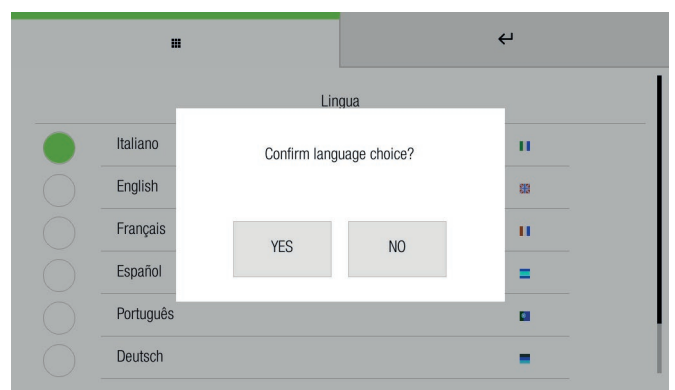 Lingua
Italiano
Confirm language choice?
English
Français
YES
NO
Español
Português
Deutsch